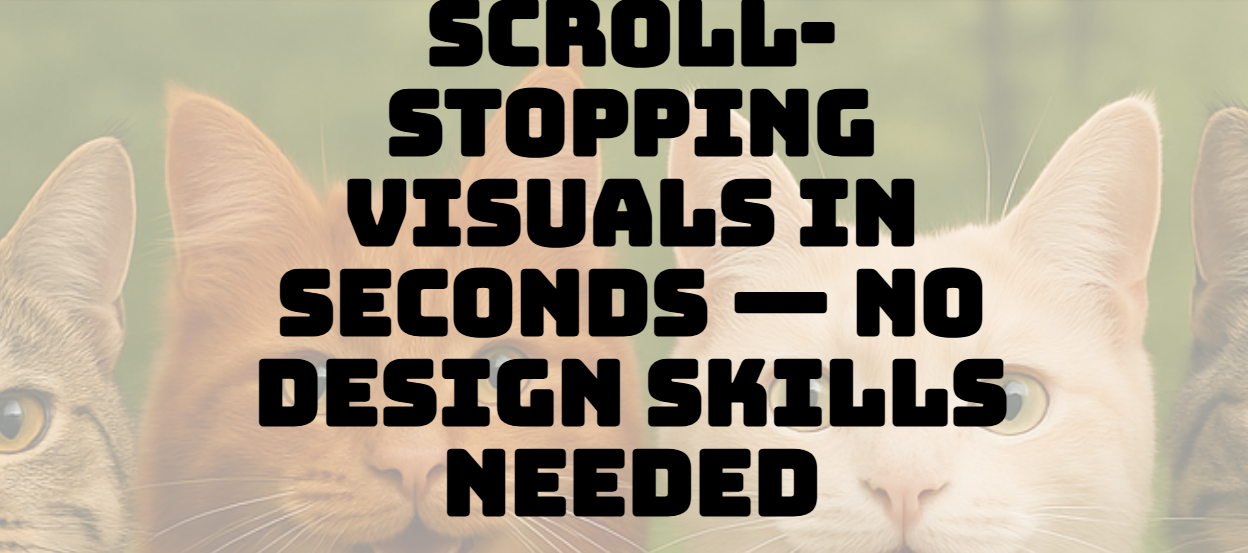 SCROLL-
STOPPING
VISUALS IN
SECONDS — NO
DESIGN SKILLS
NEEDED